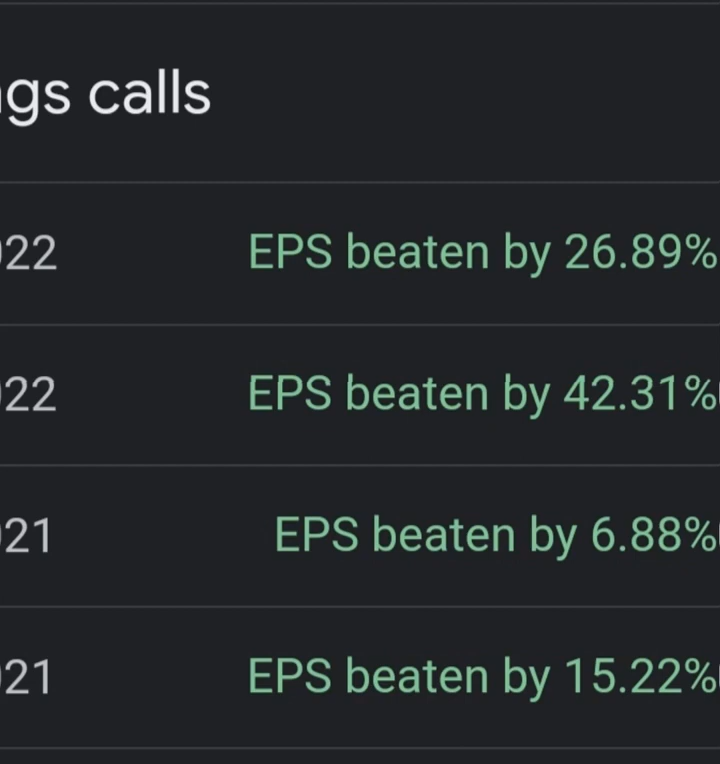 gs calls
022 EPS beaten by 26.89%
022 EPS beaten by 42.31%
021 EPS beaten by 6.88%
021 EPS beaten by 15.22%